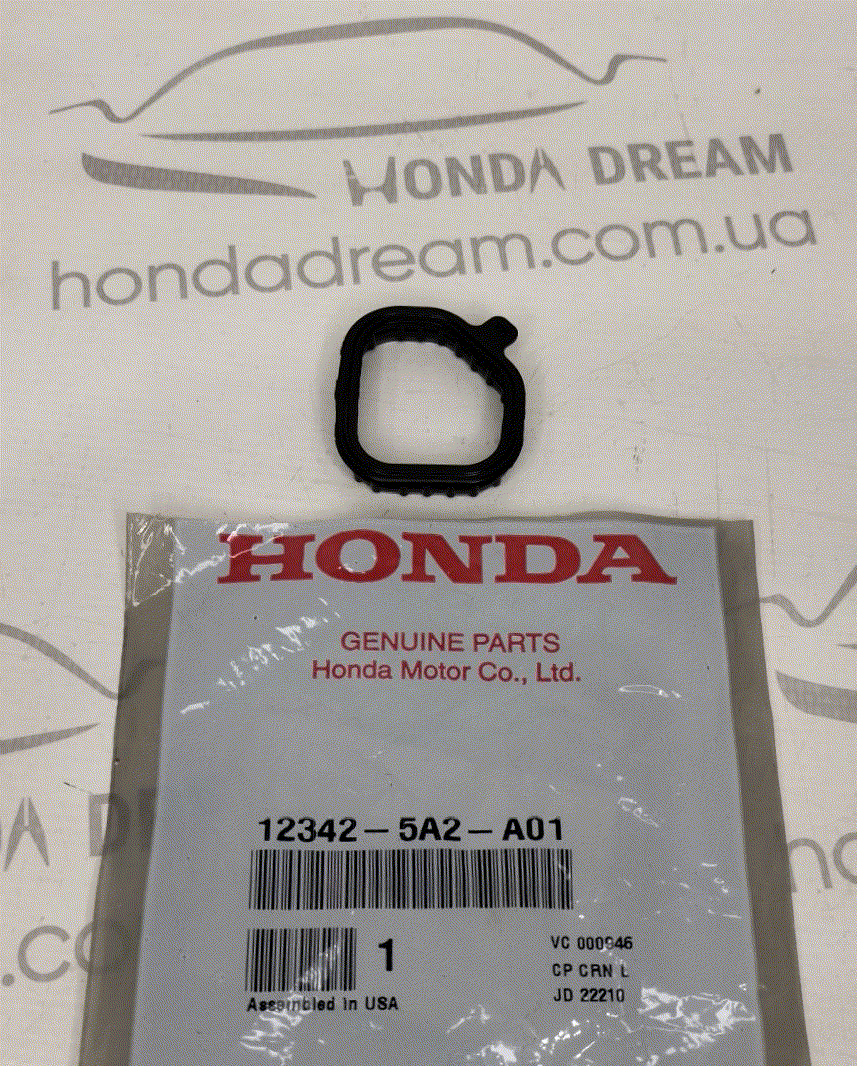 HONDA DREAM
hondadream.com.ua
HONDA
GENUINE PARTS
Honda Motor Co., Ltd.
12342-5A2-A01
1
VC 000946
CP CRN L
JD 22210
Assembled in USA